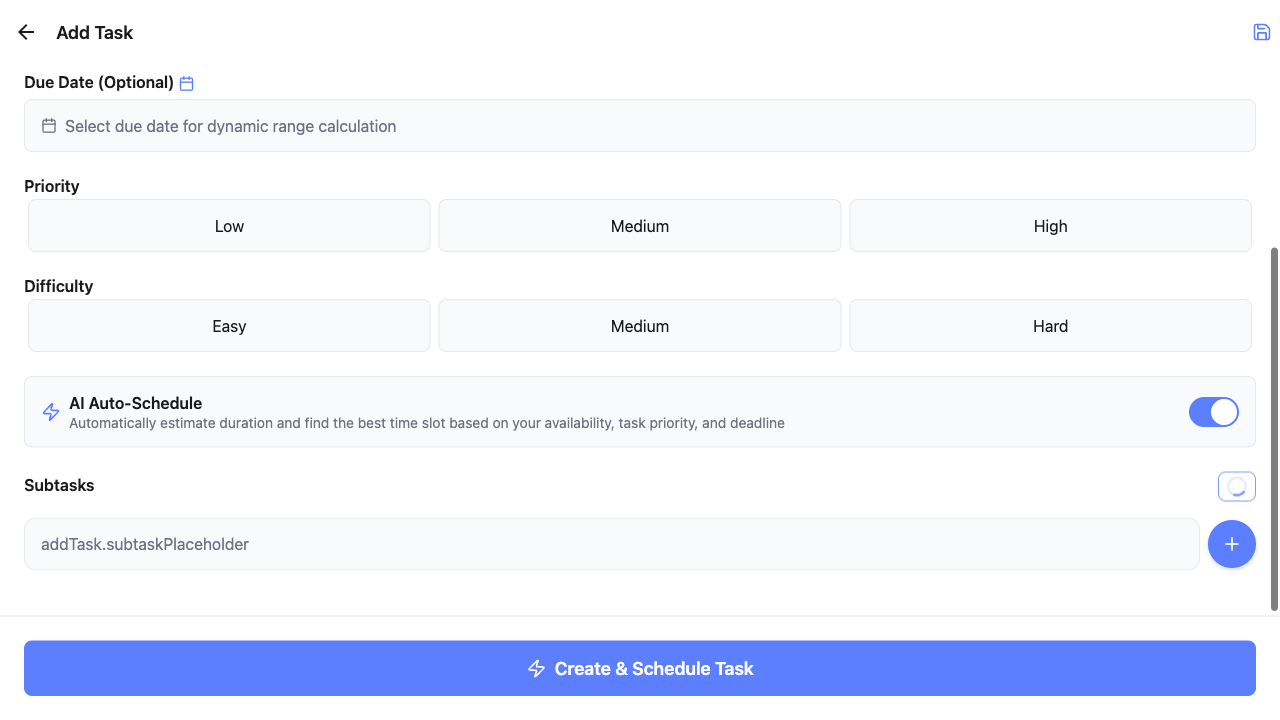 Add Task
Due Date (Optional)
Select due date for dynamic range calculation
Priority
Low
Medium
High
Difficulty
Easy
Medium
Hard
AI Auto-Schedule
Automatically estimate duration and find the best time slot based on your availability, task priority, and deadline
Subtasks
addTask.subtaskPlaceholder
Create & Schedule Task